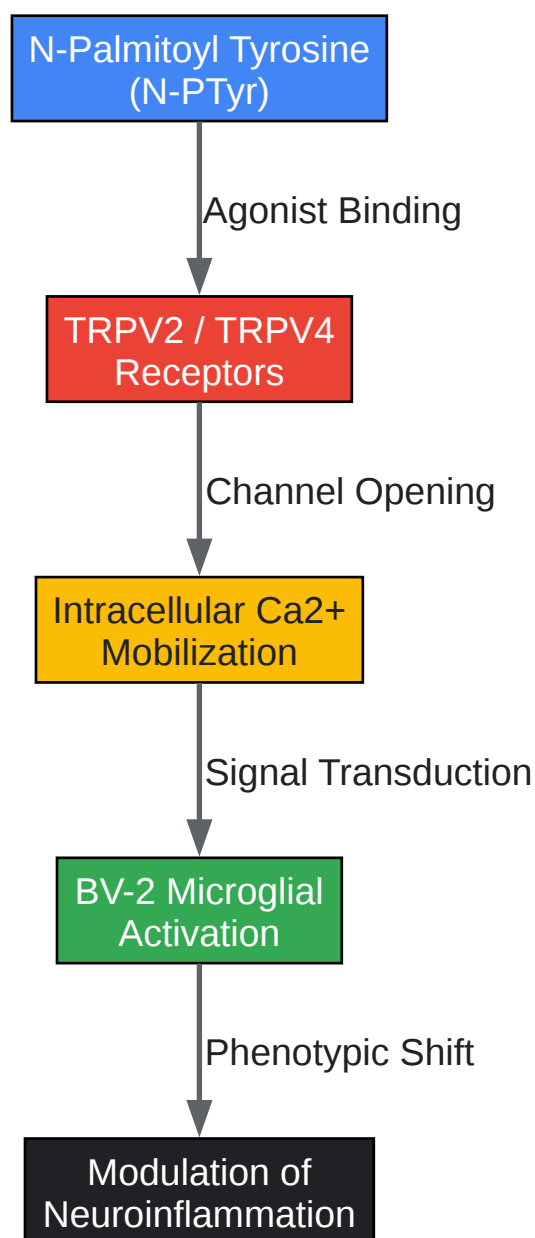 N-Palmitoyl Tyrosine
(N-PTyr)
Agonist Binding
TRPV2 / TRPV4
Receptors
Channel Opening
Intracellular Ca2+
Mobilization
Signal Transduction
BV-2 Microglial
Activation
Phenotypic Shift
Modulation of
Neuroinflammation